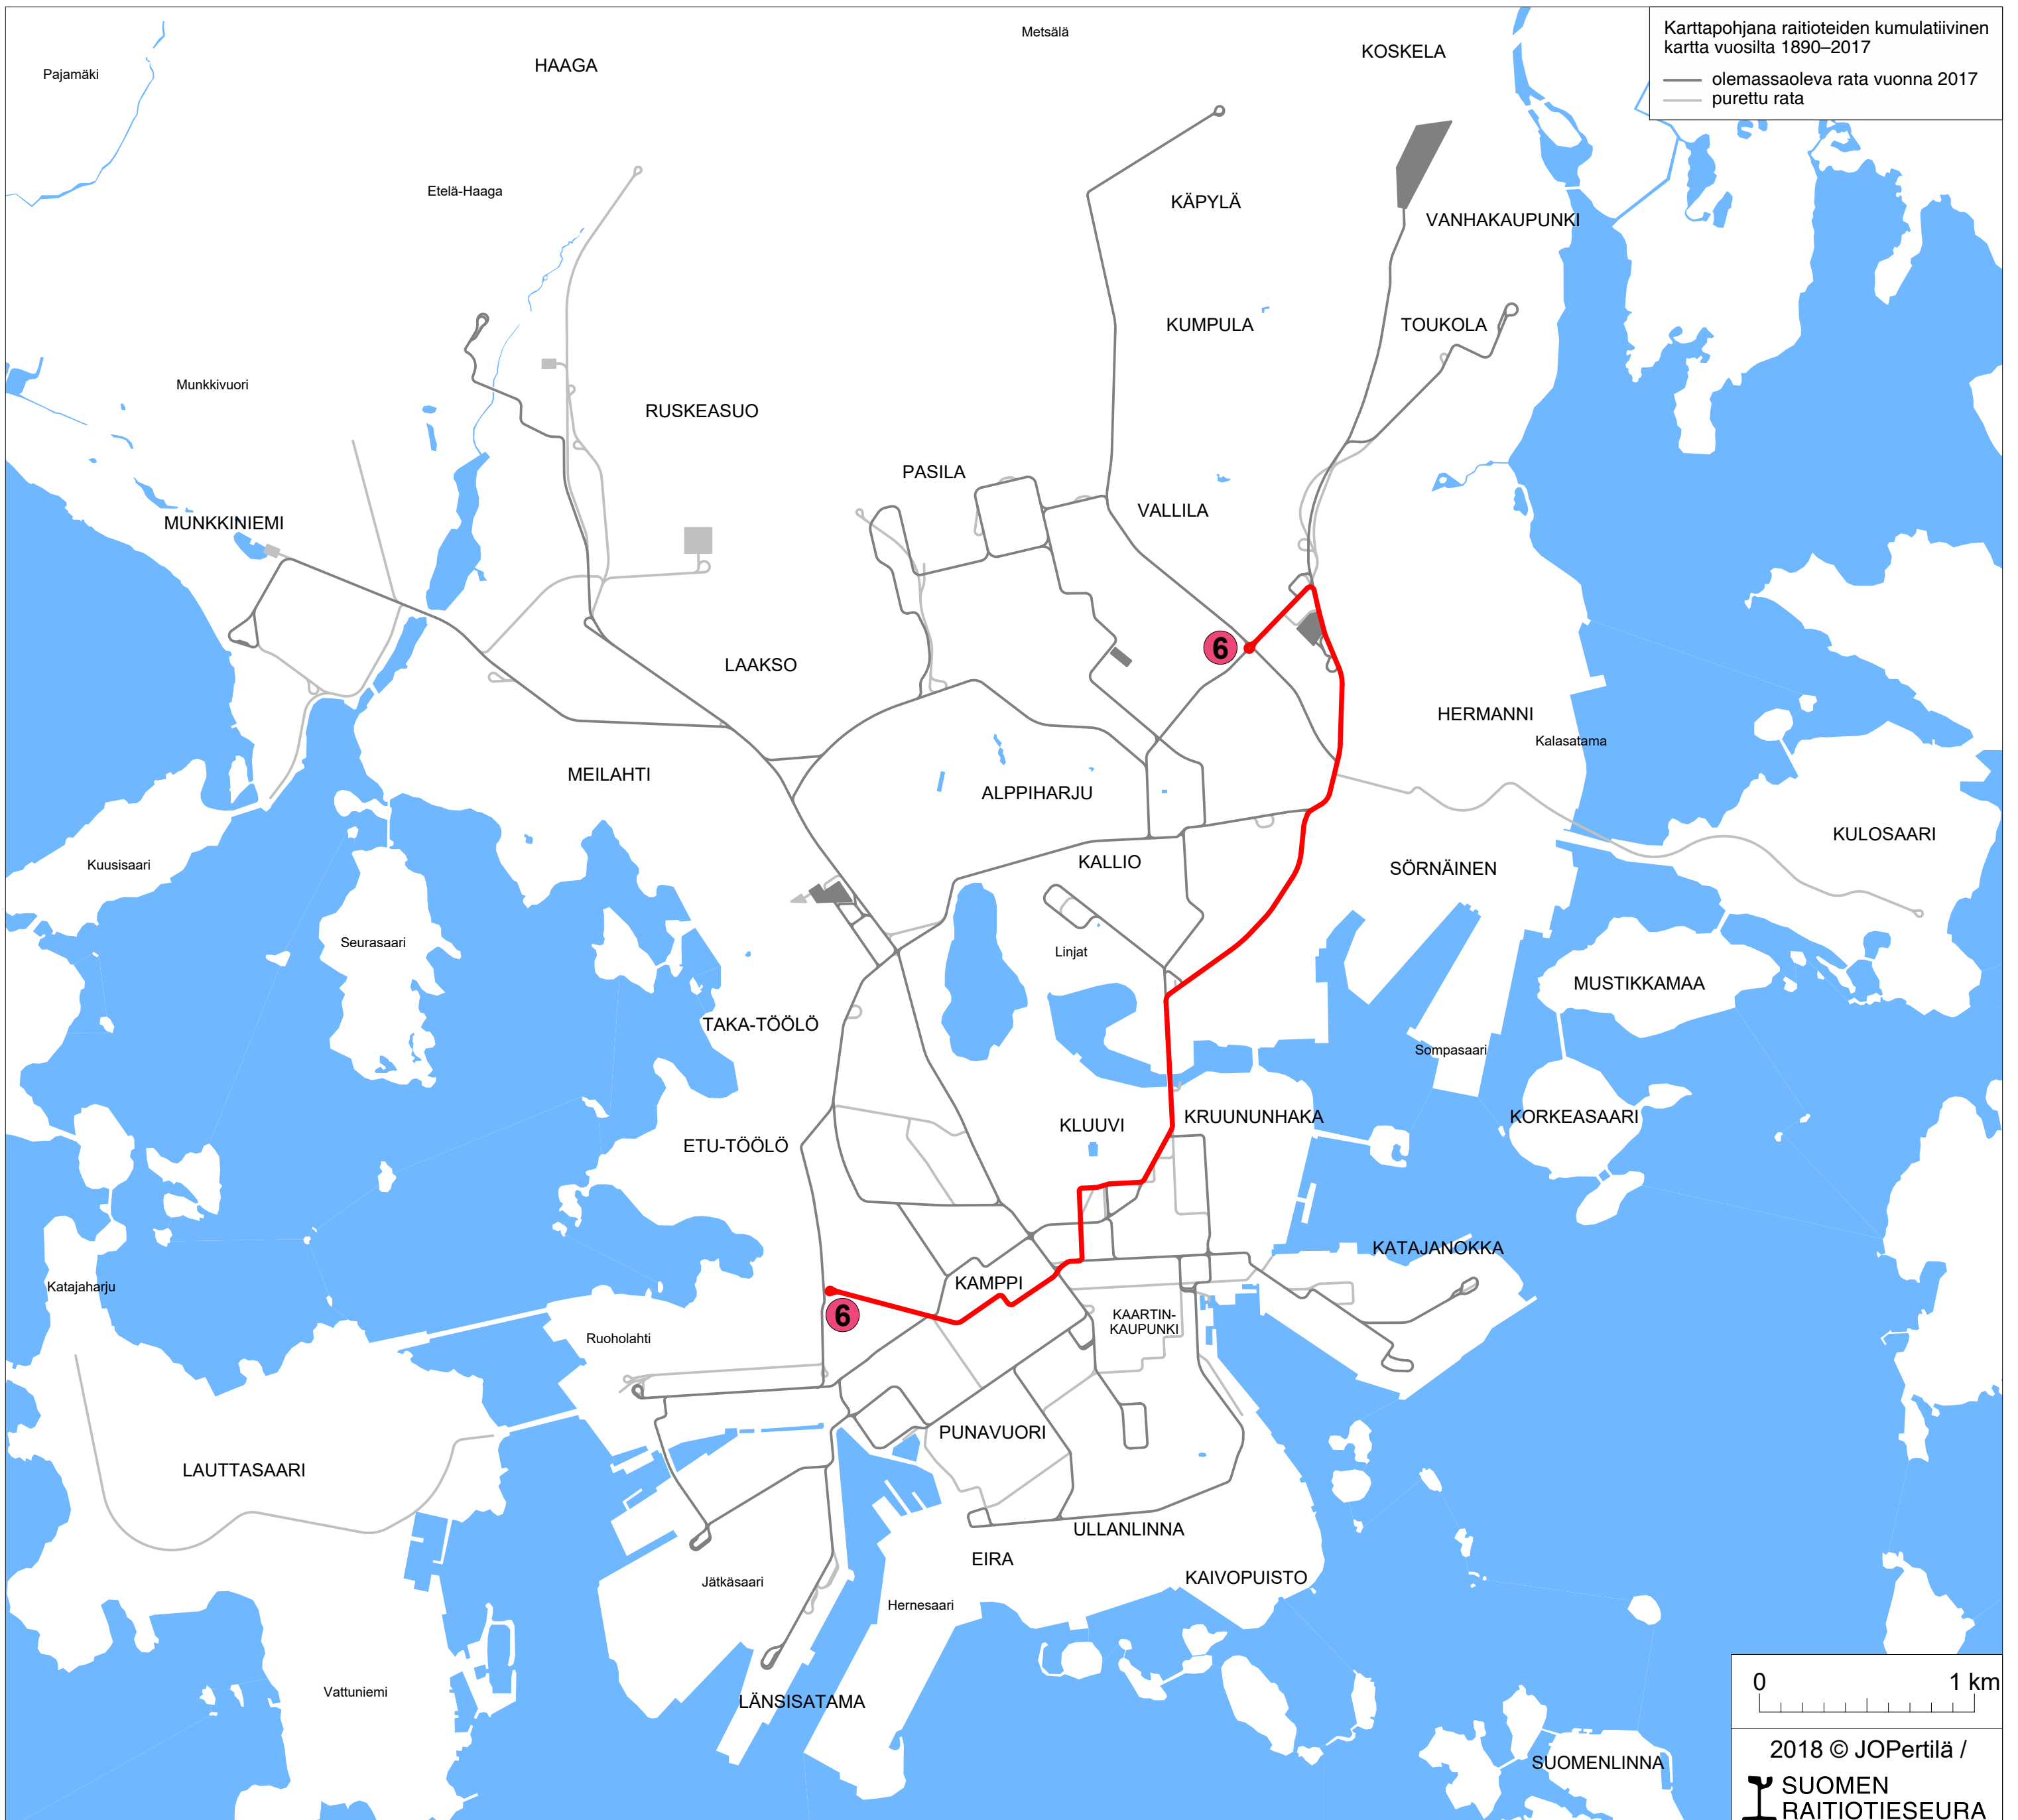 Karttapohjana raitioteiden kumulatiivinen
kartta vuosilta 1890–2017
olemassaoleva rata vuonna 2017
purettu rata
Metsälä
KOSKELA
HAAGA
Pajamäki
Etelä-Haaga
KÄPYLÄ
VANHAKAUPUNKI
KUMPULA
TOUKOLA
Munkkivuori
RUSKEASUO
PASILA
VALLILA
MUNKKINIEMI
6
LAAKSO
HERMANNI
Kalasatama
MEILAHTI
ALPPIHARJU
KULOSAARI
Kuusisaari
KALLIO
SÖRNÄINEN
Seurasaari
Linjat
MUSTIKKAMAA
TAKA-TÖÖLÖ
Sompasaari
KLUUVI
KRUUNUNHAKA
KORKEASAARI
ETU-TÖÖLÖ
KATAJANOKKA
Katajaharju
KAMPPI
6
KAARTIN-
KAUPUNKI
Ruoholahti
PUNAVUORI
LAUTTASAARI
ULLANLINNA
EIRA
Jätkäsaari
KAIVOPUISTO
Hernesaari
Vattuniemi
LÄNSISATAMA
0 1 km
SUOMENLINNA
2018 © JOPertilä /
SUOMEN
RAITIOTIESEURA